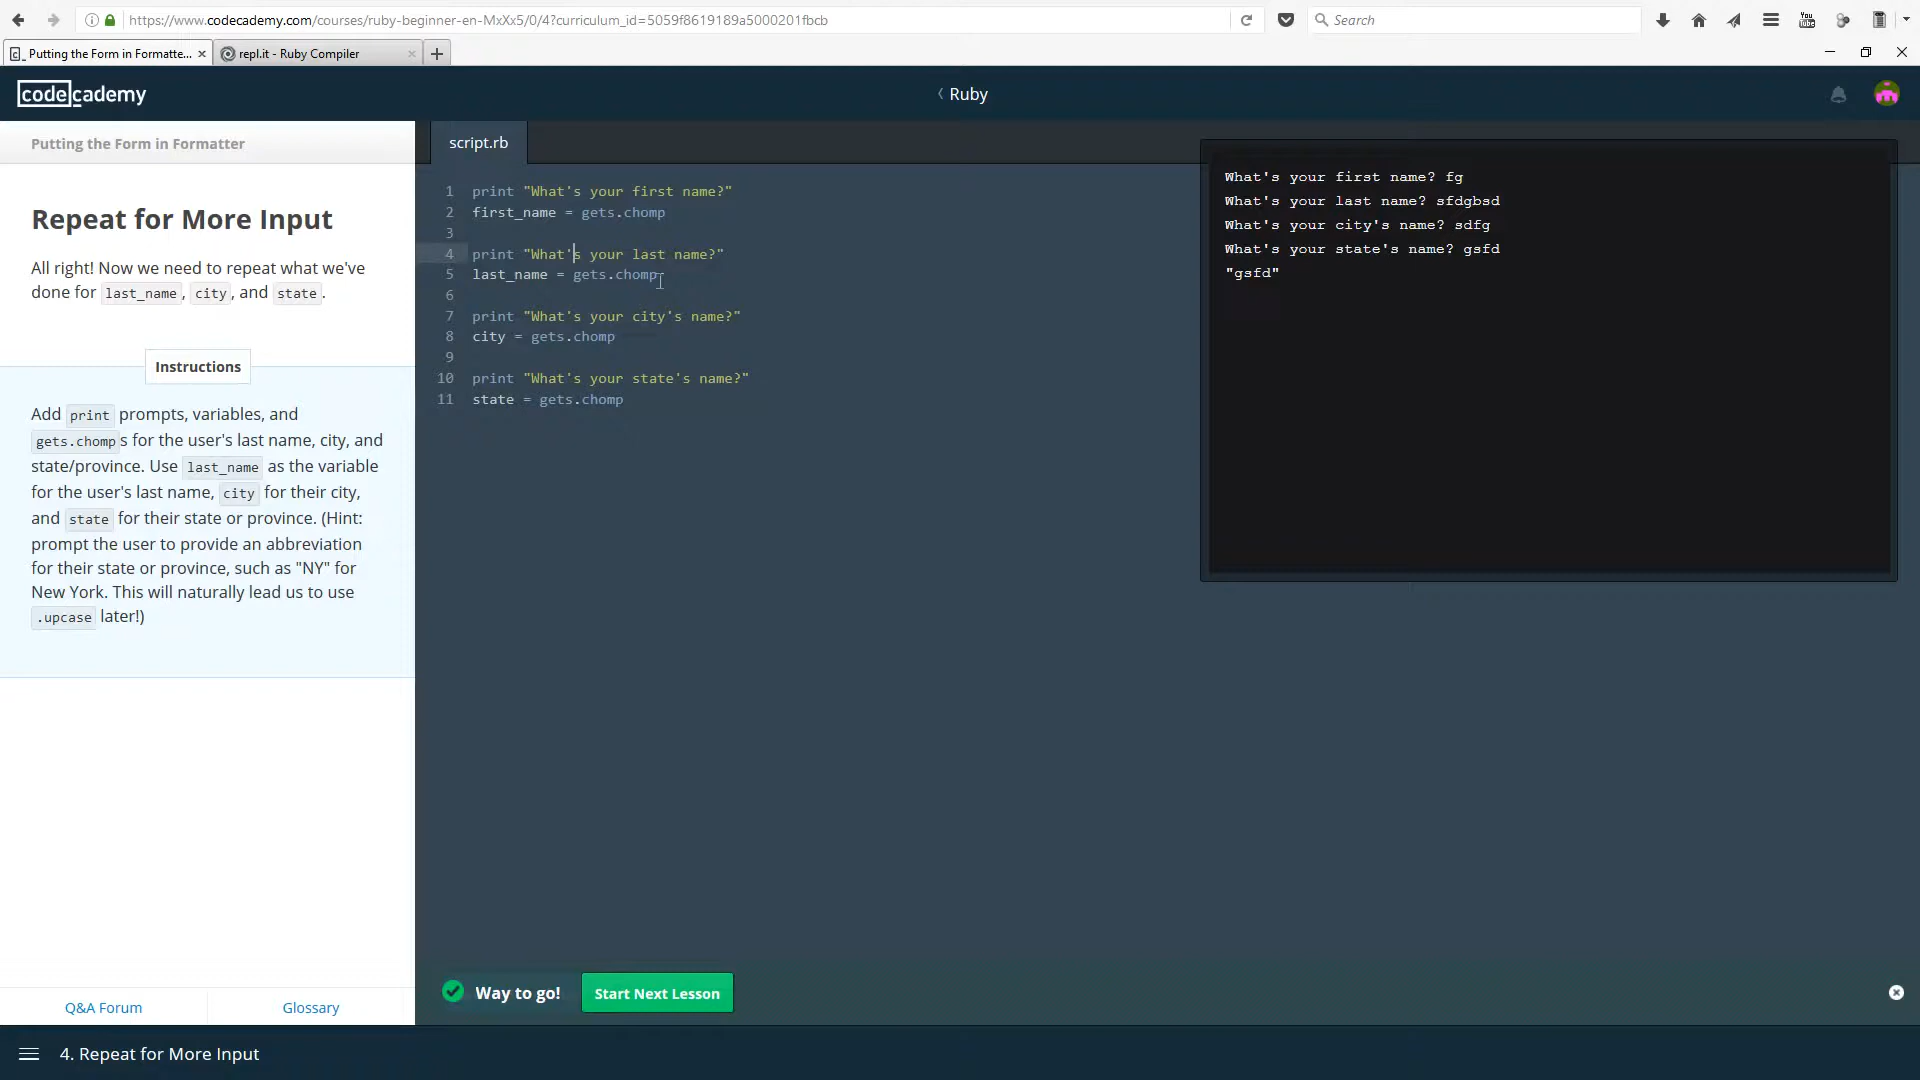 https://www.codecademy.com/courses/ruby-beginner-en-MxXx5/0/4?curriculum_id=5059f8619189a5000201fbcb
Search
You
Tube
Putting the Form in Formatte...
repl.it - Ruby Compiler
codecademy
Ruby
Putting the Form in Formatter
Repeat for More Input
All right! Now we need to repeat what we've
done for last_name, city, and state.
Instructions
Add print prompts, variables, and
gets.chomps for the user's last name, city, and
state/province. Use last_name as the variable
for the user's last name, city for their city,
and state for their state or province. (Hint:
prompt the user to provide an abbreviation
for their state or province, such as "NY" for
New York. This will naturally lead us to use
.upcase later!)
Q&A Forum
Glossary
script.rb
1 print "What's your first name?"
2 first_name = gets.chomp
3
4 print "What's your last name?"
5 last_name = gets.chomp
6
7 print "What's your city's name?"
8 city = gets.chomp
9
10 print "What's your state's name?"
11 state = gets.chomp
What's your first name? fg
What's your last name? sfdgbsd
What's your city's name? sdfg
What's your state's name? gsfd
"gsfd"
Way to go!
Start Next Lesson
4. Repeat for More Input